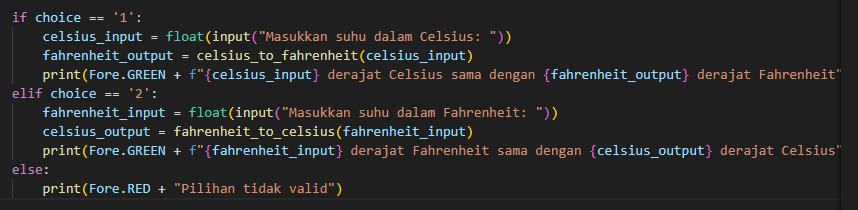 if choice == '1':
    celsius_input = float(input("Masukkan suhu dalam Celsius: "))
    fahrenheit_output = celsius_to_fahrenheit(celsius_input)
    print(Fore.GREEN + f"{celsius_input} derajat Celsius sama dengan {fahrenheit_output} derajat Fahrenheit"
elif choice == '2':
    fahrenheit_input = float(input("Masukkan suhu dalam Fahrenheit: "))
    celsius_output = fahrenheit_to_celsius(fahrenheit_input)
    print(Fore.GREEN + f"{fahrenheit_input} derajat Fahrenheit sama dengan {celsius_output} derajat Celsius"
else:
    print(Fore.RED + "Pilihan tidak valid")